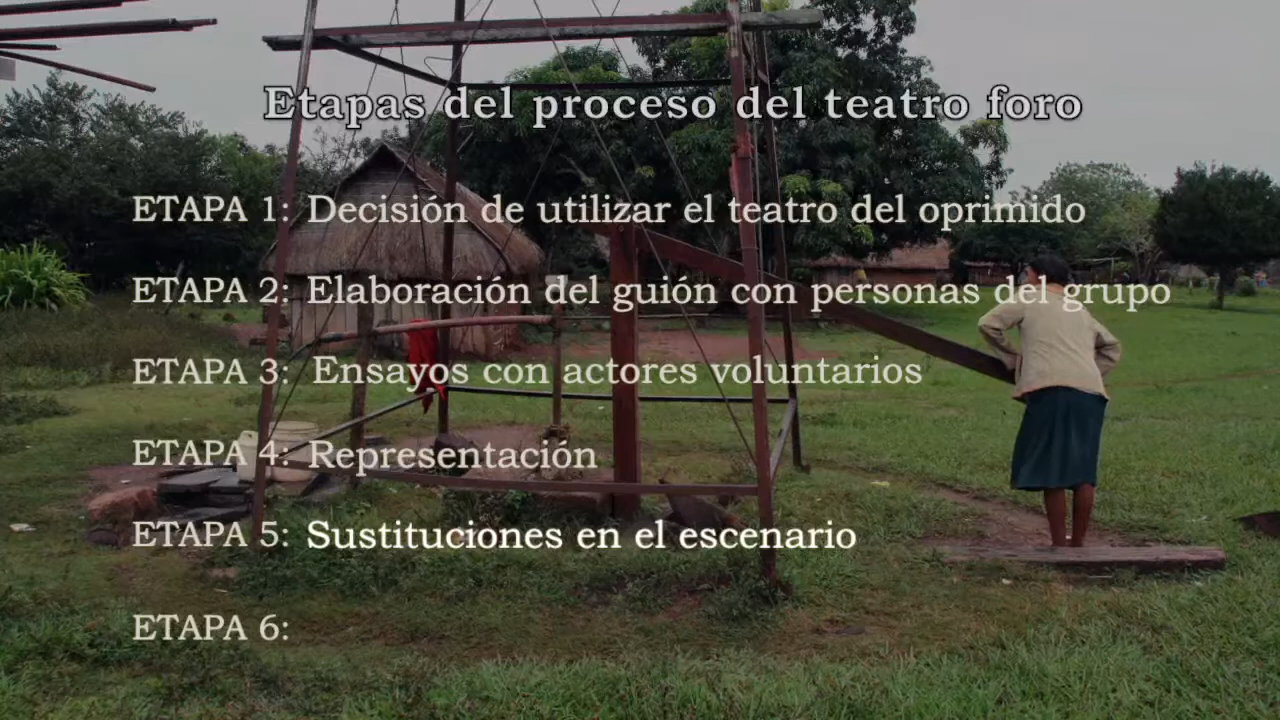 Etapas del proceso del teatro foro
ETAPA 1: Decisión de utilizar el teatro del oprimido
ETAPA 2: Elaboración del guión con personas del grupo
ETAPA 3: Ensayos con actores voluntarios
ETAPA 4: Representación
ETAPA 5: Sustituciones en el escenario
ETAPA 6: